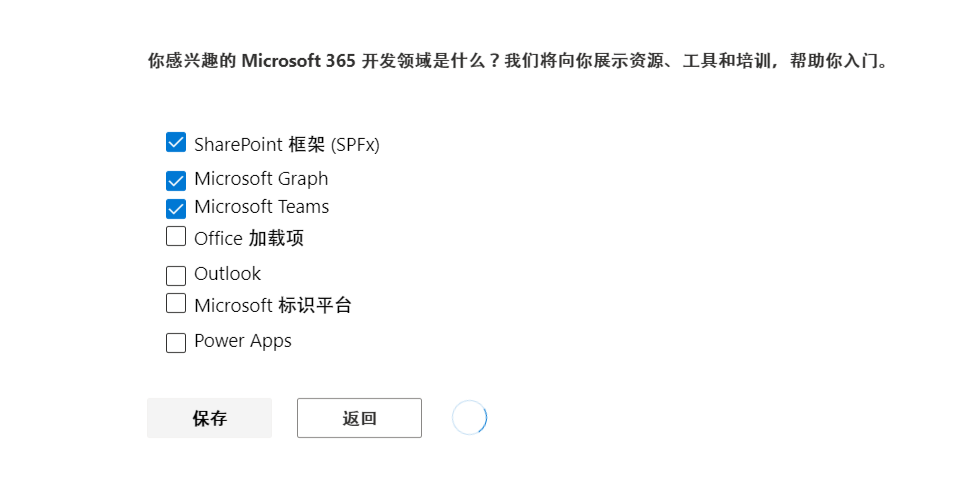 你感兴趣的 Microsoft 365 开发领域是什么？我们将向你展示资源、工具和培训，帮助你入门。
SharePoint 框架 (SPFx)
Microsoft Graph
Microsoft Teams
Office 加载项
Outlook
Microsoft 标识平台
Power Apps
保存
返回